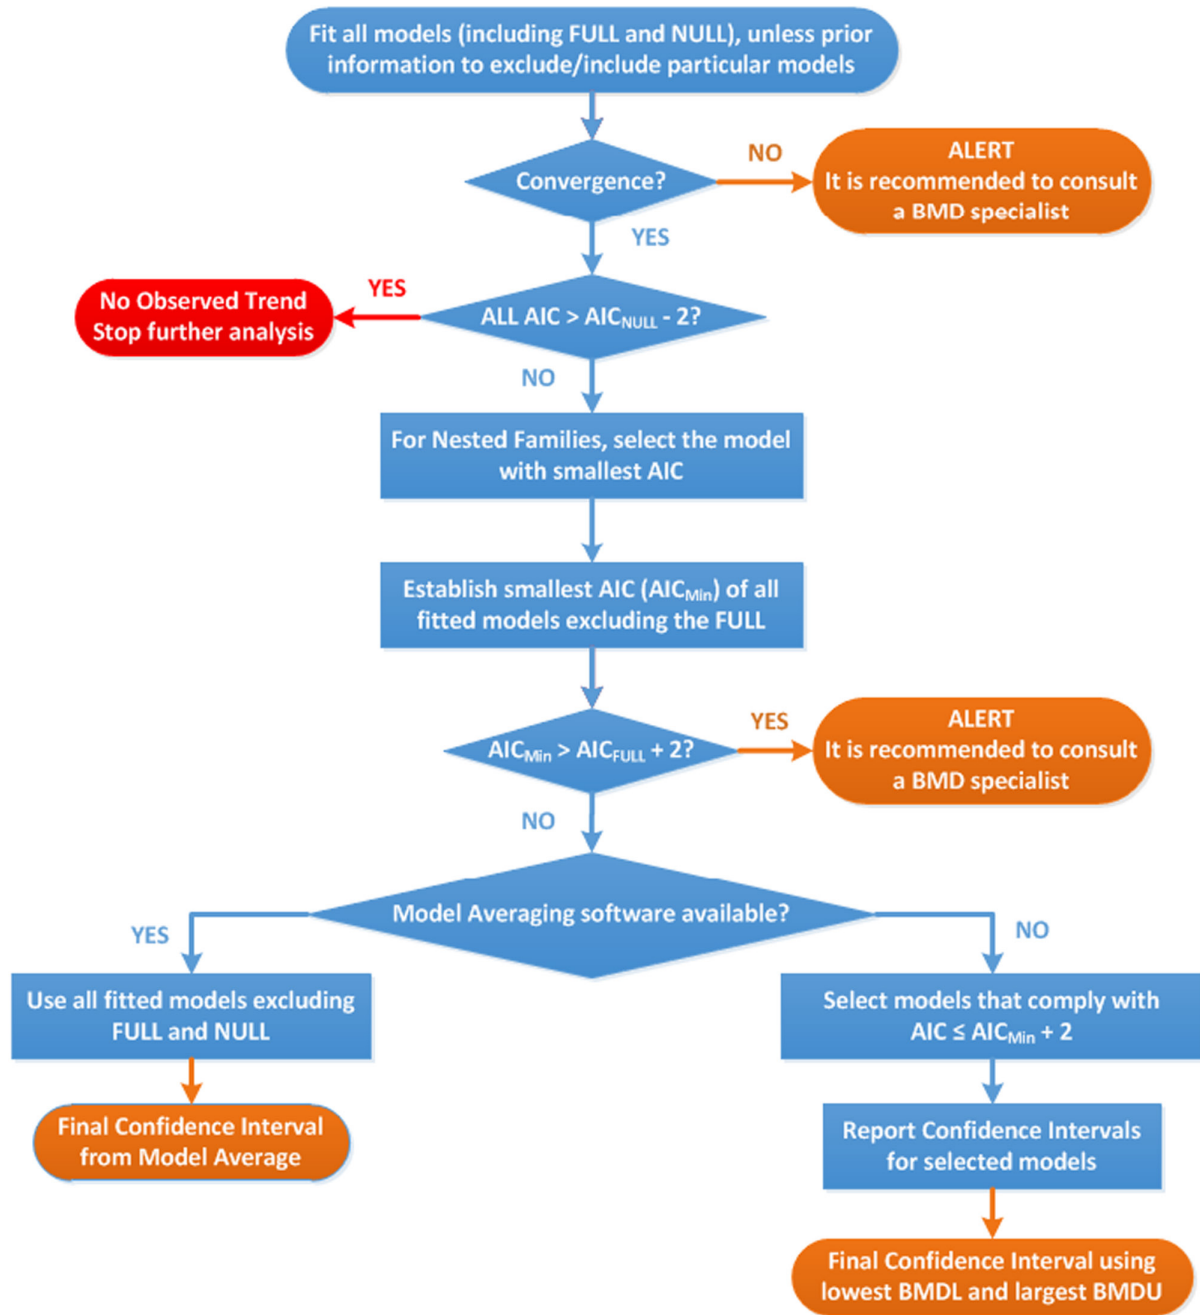 Fit all models (including FULL and NULL), unless prior
information to exclude/include particular models
Convergence?
NO
ALERT
It is recommended to consult
a BMD specialist
YES
ALL AIC > AIC_NULL - 2?
YES
No Observed Trend
Stop further analysis
NO
For Nested Families, select the model
with smallest AIC
Establish smallest AIC (AIC_Min) of all
fitted models excluding the FULL
AIC_Min > AIC_FULL + 2?
YES
ALERT
It is recommended to consult
a BMD specialist
NO
Model Averaging software available?
YES
Use all fitted models excluding
FULL and NULL
Final Confidence Interval
from Model Average
NO
Select models that comply with
AIC ≤ AIC_Min + 2
Report Confidence Intervals
for selected models
Final Confidence Interval using
lowest BMDL and largest BMDU